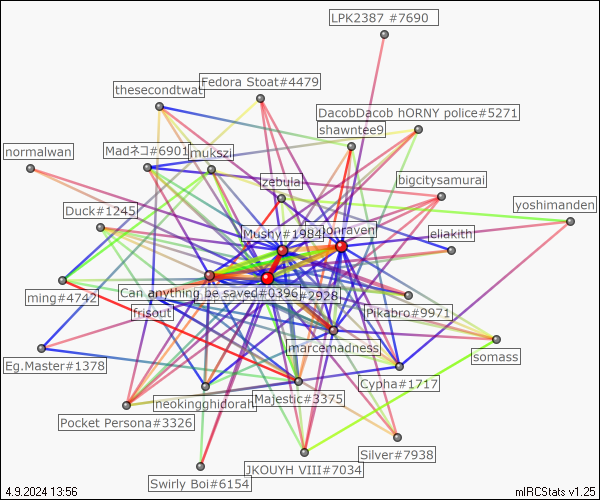 LPK2387 #7690
Fedora Stoat#4479
thesecondtwat
DacobDacob hORNY police#5271
shawntee9
normalwan
Madネコ#6901
mukszi
zebula
bigcitysamurai
Duck#1245
yoshimanden
Mushy#1984
onraven
eliakith
Can anything be saved#0396
#2928
ming#4742
frisout
Pikabro#9971
marcemadness
Eg.Master#1378
somass
Cypha#1717
neokingghidorah
Majestic#3375
Pocket Persona#3326
Silver#7938
JKOUYH VIII#7034
Swirly Boi#6154
4.9.2024 13:56
mIRCStats v1.25